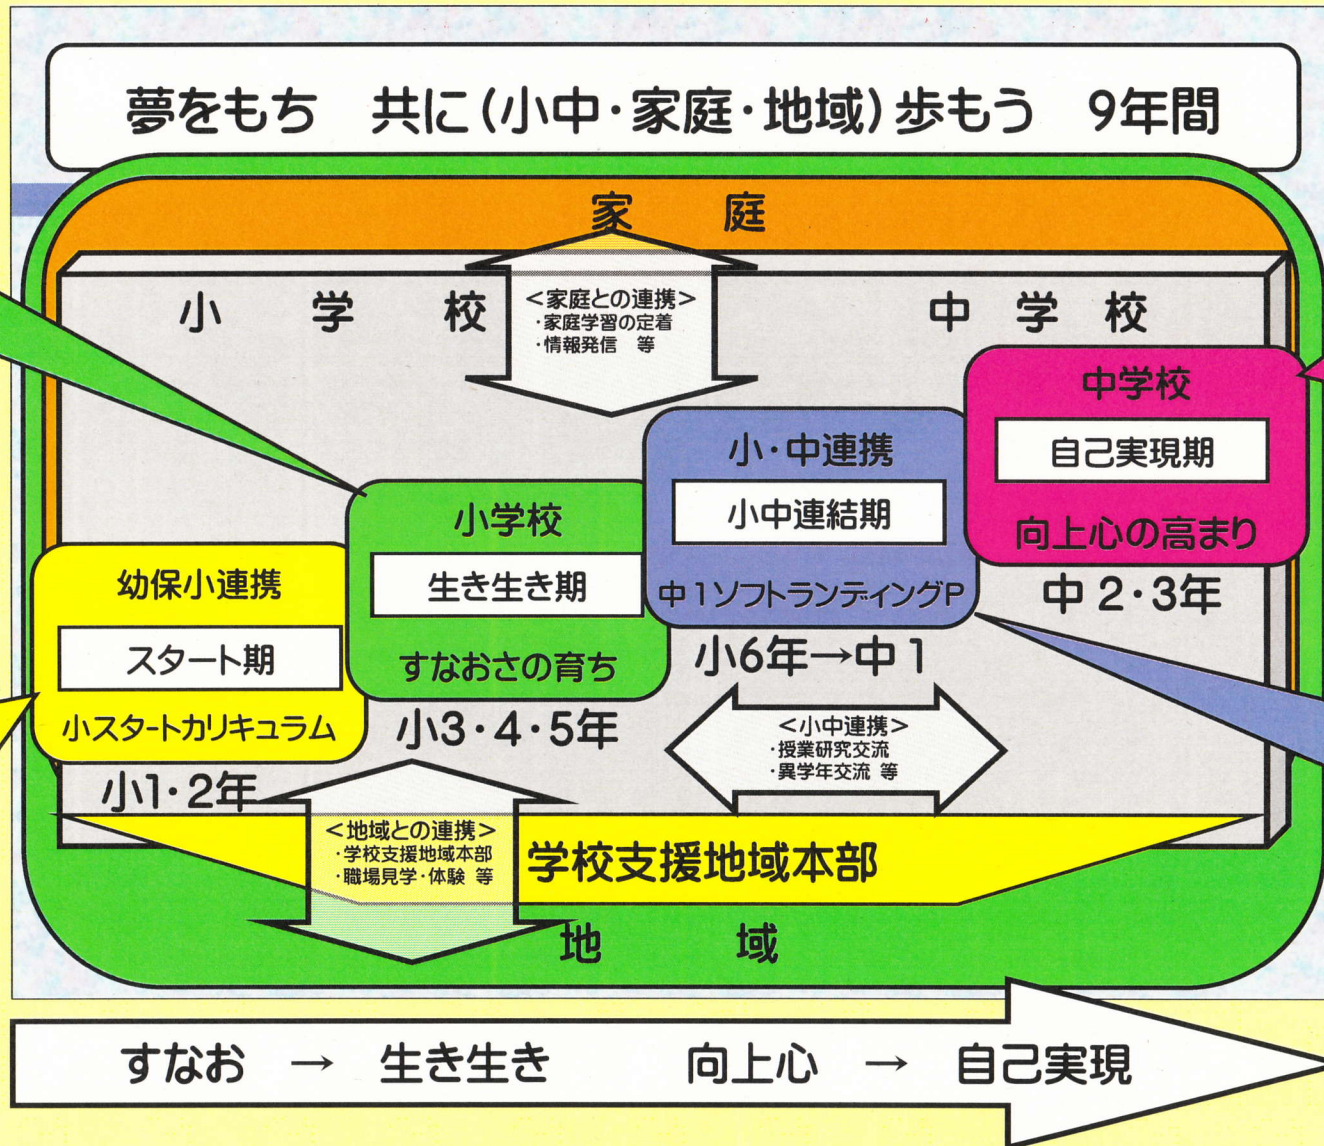 夢をもち　共に(小中・家庭・地域)歩もう　9年間
家　庭
小　学　校
中　学　校
＜家庭との連携＞
・家庭学習の定着
・情報発信　等
中学校
自己実現期
向上心の高まり
中 2・3年
小・中連携
小中連結期
中1ソフトランディングP
小6年→中1
小学校
生き生き期
すなおさの育ち
小3・4・5年
幼保小連携
スタート期
小スタートカリキュラム
小1・2年
＜小中連携＞
・授業研究交流
・異学年交流 等
＜地域との連携＞
・学校支援地域本部
・職場見学・体験 等
学校支援地域本部
地　域
すなお　→　生き生き　　向上心　→　自己実現